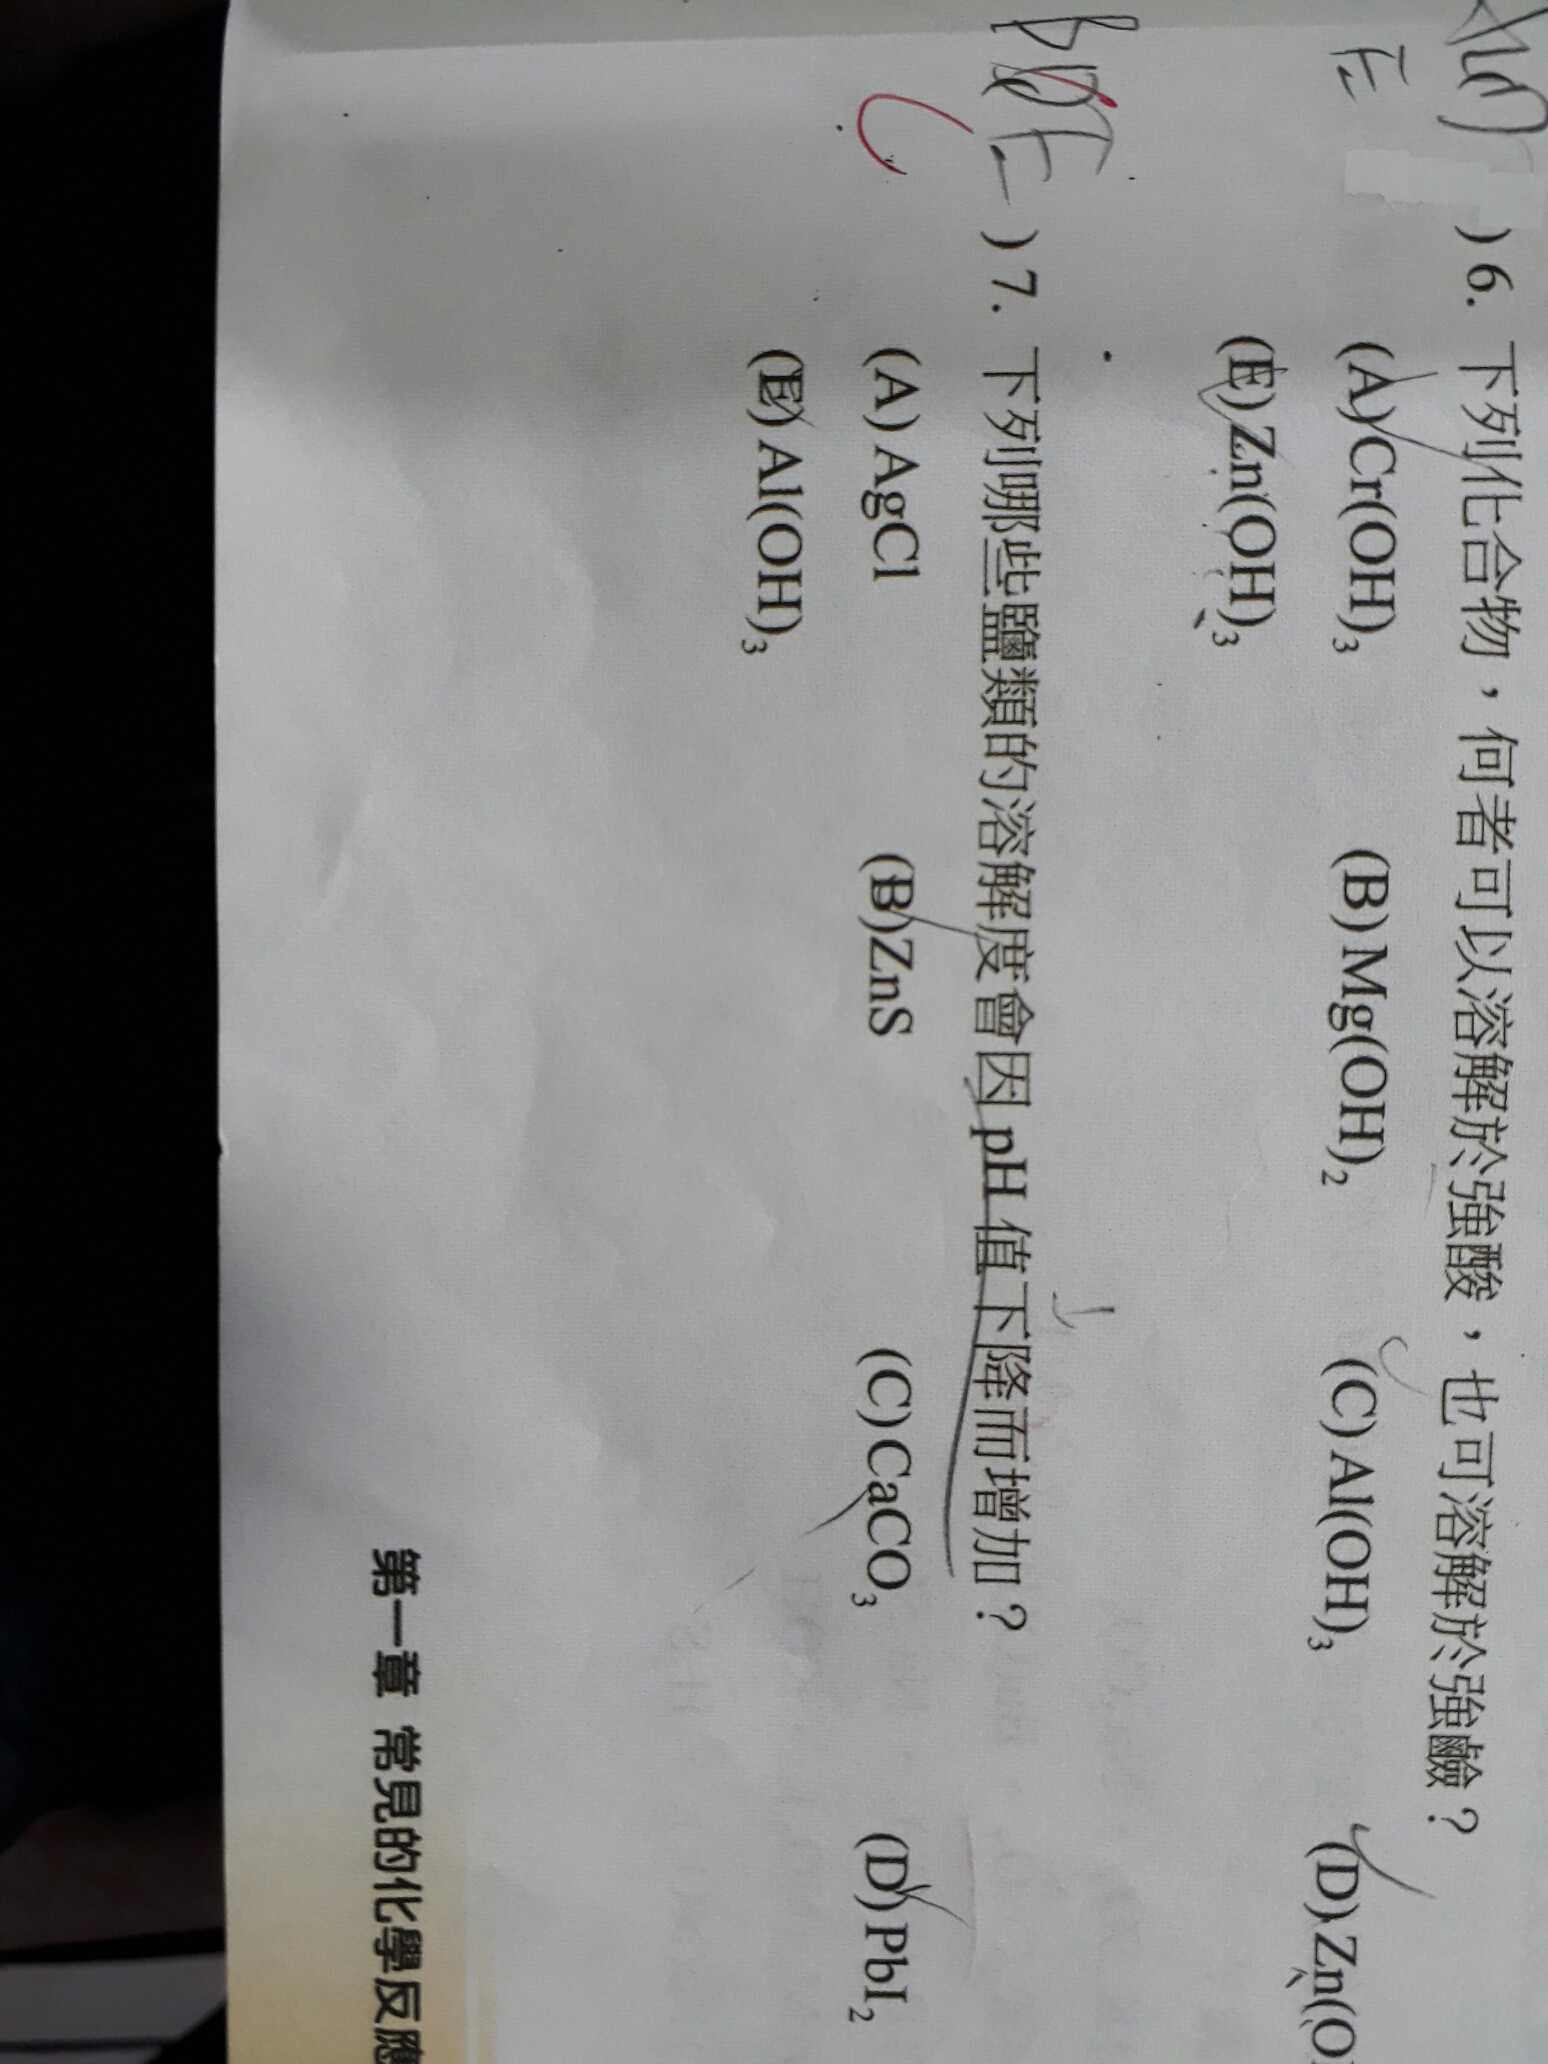 )6. 下列化合物，何者可以溶解於強酸，也可溶解於強鹼？
(A) Cr(OH)₃ (B) Mg(OH)₂ (C) Al(OH)₃ (D) Zn(O
(E) Zn(OH)₃
E
)7. 下列哪些鹽類的溶解度會因 pH 值下降而增加？
(A) AgCl (B) ZnS (C) CaCO₃ (D) PbI₂
(E) Al(OH)₃
第一章 常見的化學反應